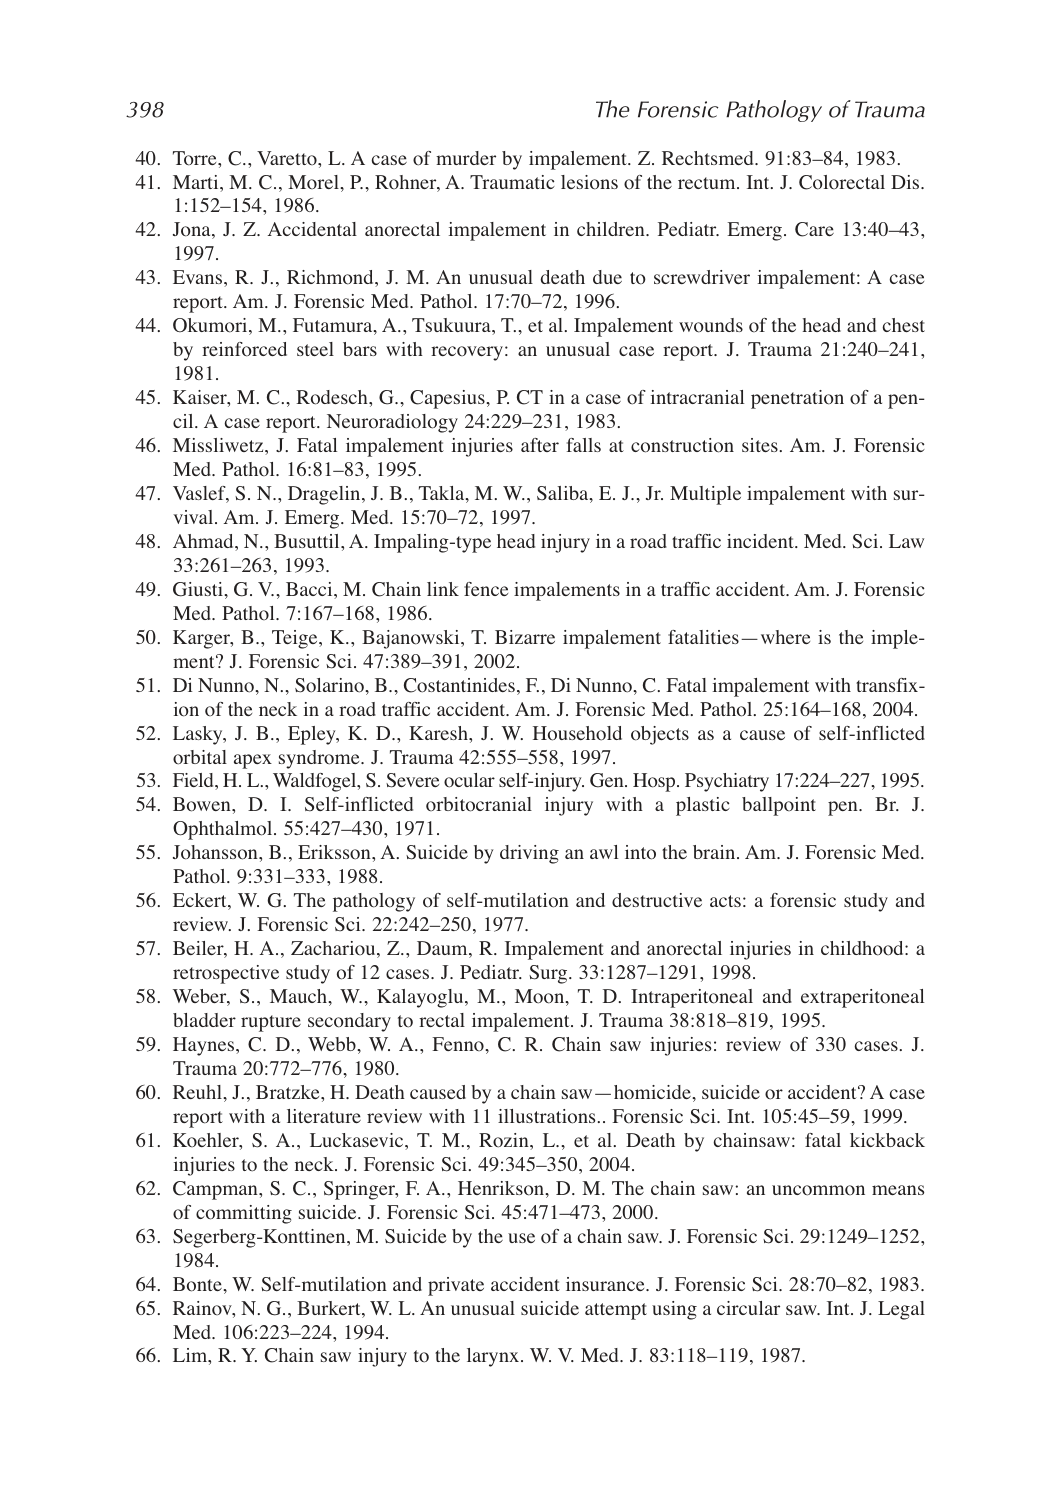 398 The Forensic Pathology of Trauma
40. Torre, C., Varetto, L. A case of murder by impalement. Z. Rechtsmed. 91:83–84, 1983.
41. Marti, M. C., Morel, P., Rohner, A. Traumatic lesions of the rectum. Int. J. Colorectal Dis.
1:152–154, 1986.
42. Jona, J. Z. Accidental anorectal impalement in children. Pediatr. Emerg. Care 13:40–43,
1997.
43. Evans, R. J., Richmond, J. M. An unusual death due to screwdriver impalement: A case
report. Am. J. Forensic Med. Pathol. 17:70–72, 1996.
44. Okumori, M., Futamura, A., Tsukuura, T., et al. Impalement wounds of the head and chest
by reinforced steel bars with recovery: an unusual case report. J. Trauma 21:240–241,
1981.
45. Kaiser, M. C., Rodesch, G., Capesius, P. CT in a case of intracranial penetration of a pen-
cil. A case report. Neuroradiology 24:229–231, 1983.
46. Missliwetz, J. Fatal impalement injuries after falls at construction sites. Am. J. Forensic
Med. Pathol. 16:81–83, 1995.
47. Vaslef, S. N., Dragelin, J. B., Takla, M. W., Saliba, E. J., Jr. Multiple impalement with sur-
vival. Am. J. Emerg. Med. 15:70–72, 1997.
48. Ahmad, N., Busuttil, A. Impaling-type head injury in a road traffic incident. Med. Sci. Law
33:261–263, 1993.
49. Giusti, G. V., Bacci, M. Chain link fence impalements in a traffic accident. Am. J. Forensic
Med. Pathol. 7:167–168, 1986.
50. Karger, B., Teige, K., Bajanowski, T. Bizarre impalement fatalities—where is the imple-
ment? J. Forensic Sci. 47:389–391, 2002.
51. Di Nunno, N., Solarino, B., Costantinides, F., Di Nunno, C. Fatal impalement with transfix-
ion of the neck in a road traffic accident. Am. J. Forensic Med. Pathol. 25:164–168, 2004.
52. Lasky, J. B., Epley, K. D., Karesh, J. W. Household objects as a cause of self-inflicted
orbital apex syndrome. J. Trauma 42:555–558, 1997.
53. Field, H. L., Waldfogel, S. Severe ocular self-injury. Gen. Hosp. Psychiatry 17:224–227, 1995.
54. Bowen, D. I. Self-inflicted orbitocranial injury with a plastic ballpoint pen. Br. J.
Ophthalmol. 55:427–430, 1971.
55. Johansson, B., Eriksson, A. Suicide by driving an awl into the brain. Am. J. Forensic Med.
Pathol. 9:331–333, 1988.
56. Eckert, W. G. The pathology of self-mutilation and destructive acts: a forensic study and
review. J. Forensic Sci. 22:242–250, 1977.
57. Beiler, H. A., Zachariou, Z., Daum, R. Impalement and anorectal injuries in childhood: a
retrospective study of 12 cases. J. Pediatr. Surg. 33:1287–1291, 1998.
58. Weber, S., Mauch, W., Kalayoglu, M., Moon, T. D. Intraperitoneal and extraperitoneal
bladder rupture secondary to rectal impalement. J. Trauma 38:818–819, 1995.
59. Haynes, C. D., Webb, W. A., Fenno, C. R. Chain saw injuries: review of 330 cases. J.
Trauma 20:772–776, 1980.
60. Reuhl, J., Bratzke, H. Death caused by a chain saw—homicide, suicide or accident? A case
report with a literature review with 11 illustrations.. Forensic Sci. Int. 105:45–59, 1999.
61. Koehler, S. A., Luckasevic, T. M., Rozin, L., et al. Death by chainsaw: fatal kickback
injuries to the neck. J. Forensic Sci. 49:345–350, 2004.
62. Campman, S. C., Springer, F. A., Henrikson, D. M. The chain saw: an uncommon means
of committing suicide. J. Forensic Sci. 45:471–473, 2000.
63. Segerberg-Konttinen, M. Suicide by the use of a chain saw. J. Forensic Sci. 29:1249–1252,
1984.
64. Bonte, W. Self-mutilation and private accident insurance. J. Forensic Sci. 28:70–82, 1983.
65. Rainov, N. G., Burkert, W. L. An unusual suicide attempt using a circular saw. Int. J. Legal
Med. 106:223–224, 1994.
66. Lim, R. Y. Chain saw injury to the larynx. W. V. Med. J. 83:118–119, 1987.